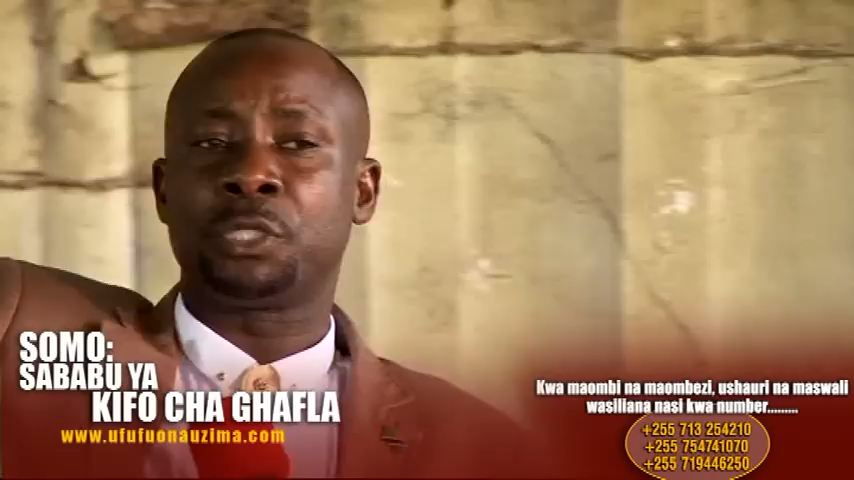 SOMO:
SABABU YA
KIFO CHA GHAFLA
www.ufufuonauzima.com
Kwa maombi na maombezi, ushauri na maswali
wasiliana nasi kwa number.........
+255 713 254210
+255 754741070
+255 719446450